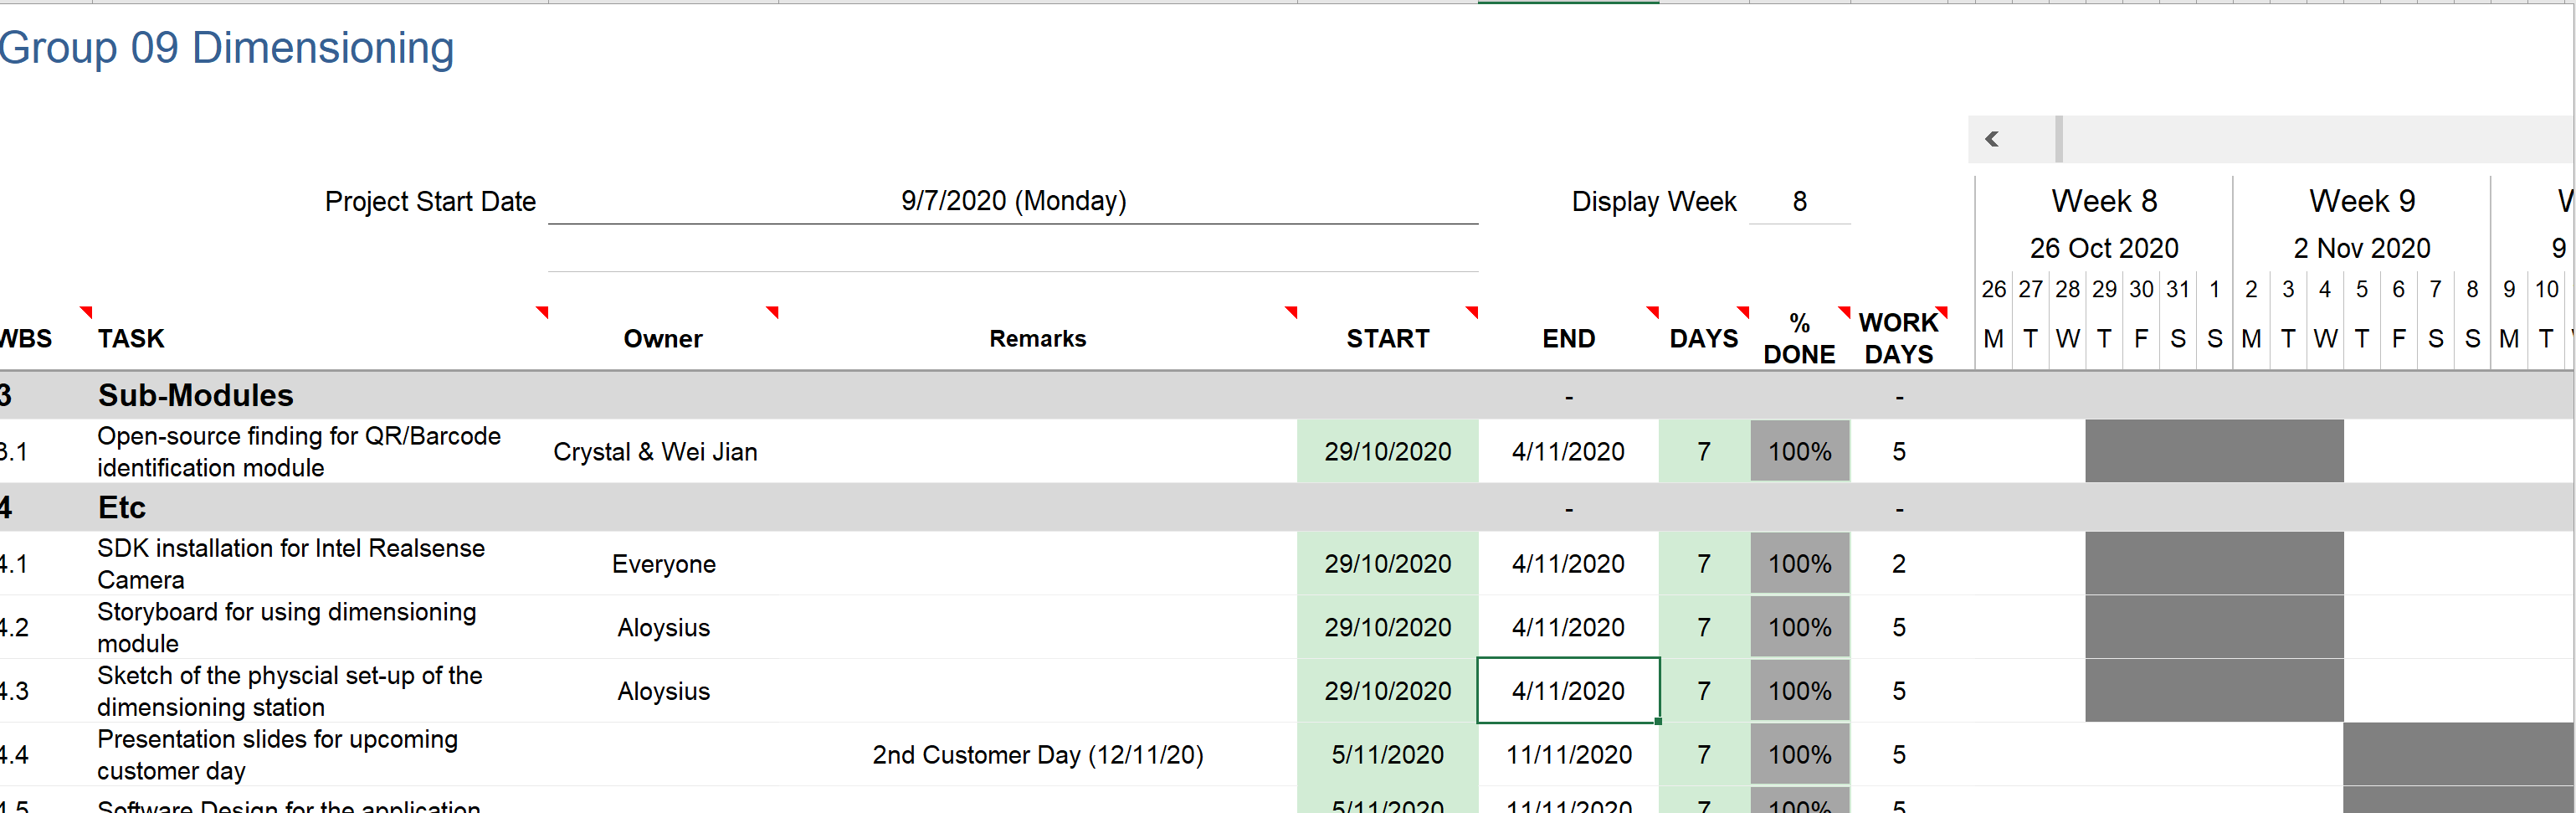 Group 09 Dimensioning
Project Start Date 9/7/2020 (Monday) Display Week 8
Week 8 Week 9
26 Oct 2020 2 Nov 2020 9
26 27 28 29 30 31 1 2 3 4 5 6 7 8 9 10
WBS TASK Owner Remarks START END DAYS % DONE WORK DAYS M T W T F S S M T W T F S S M T
3 Sub-Modules - -
3.1 Open-source finding for QR/Barcode identification module Crystal & Wei Jian 29/10/2020 4/11/2020 7 100% 5
4 Etc - -
4.1 SDK installation for Intel Realsense Camera Everyone 29/10/2020 4/11/2020 7 100% 2
4.2 Storyboard for using dimensioning module Aloysius 29/10/2020 4/11/2020 7 100% 5
4.3 Sketch of the physcial set-up of the dimensioning station Aloysius 29/10/2020 4/11/2020 7 100% 5
4.4 Presentation slides for upcoming customer day 2nd Customer Day (12/11/20) 5/11/2020 11/11/2020 7 100% 5
4.5 Software Design for the application 5/11/2020 11/11/2020 7 100% 5